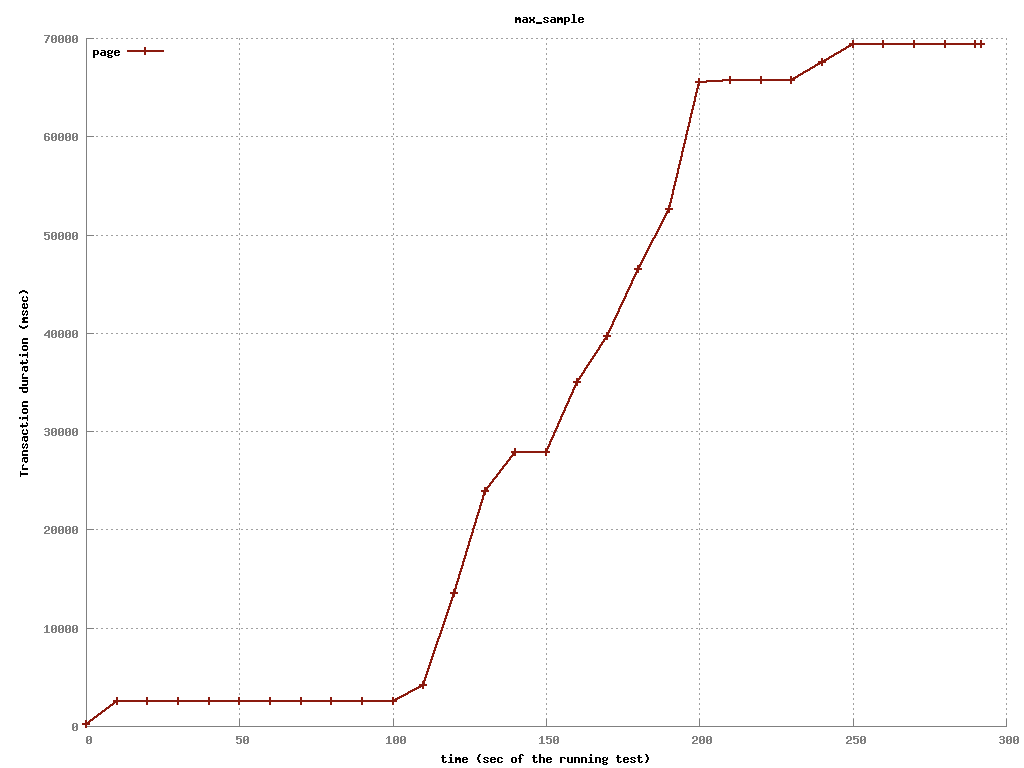 max_sample
70000
page
60000
50000
40000
30000
20000
10000
0
Transaction duration (msec)
0 50 100 150 200 250 300
time (sec of the running test)